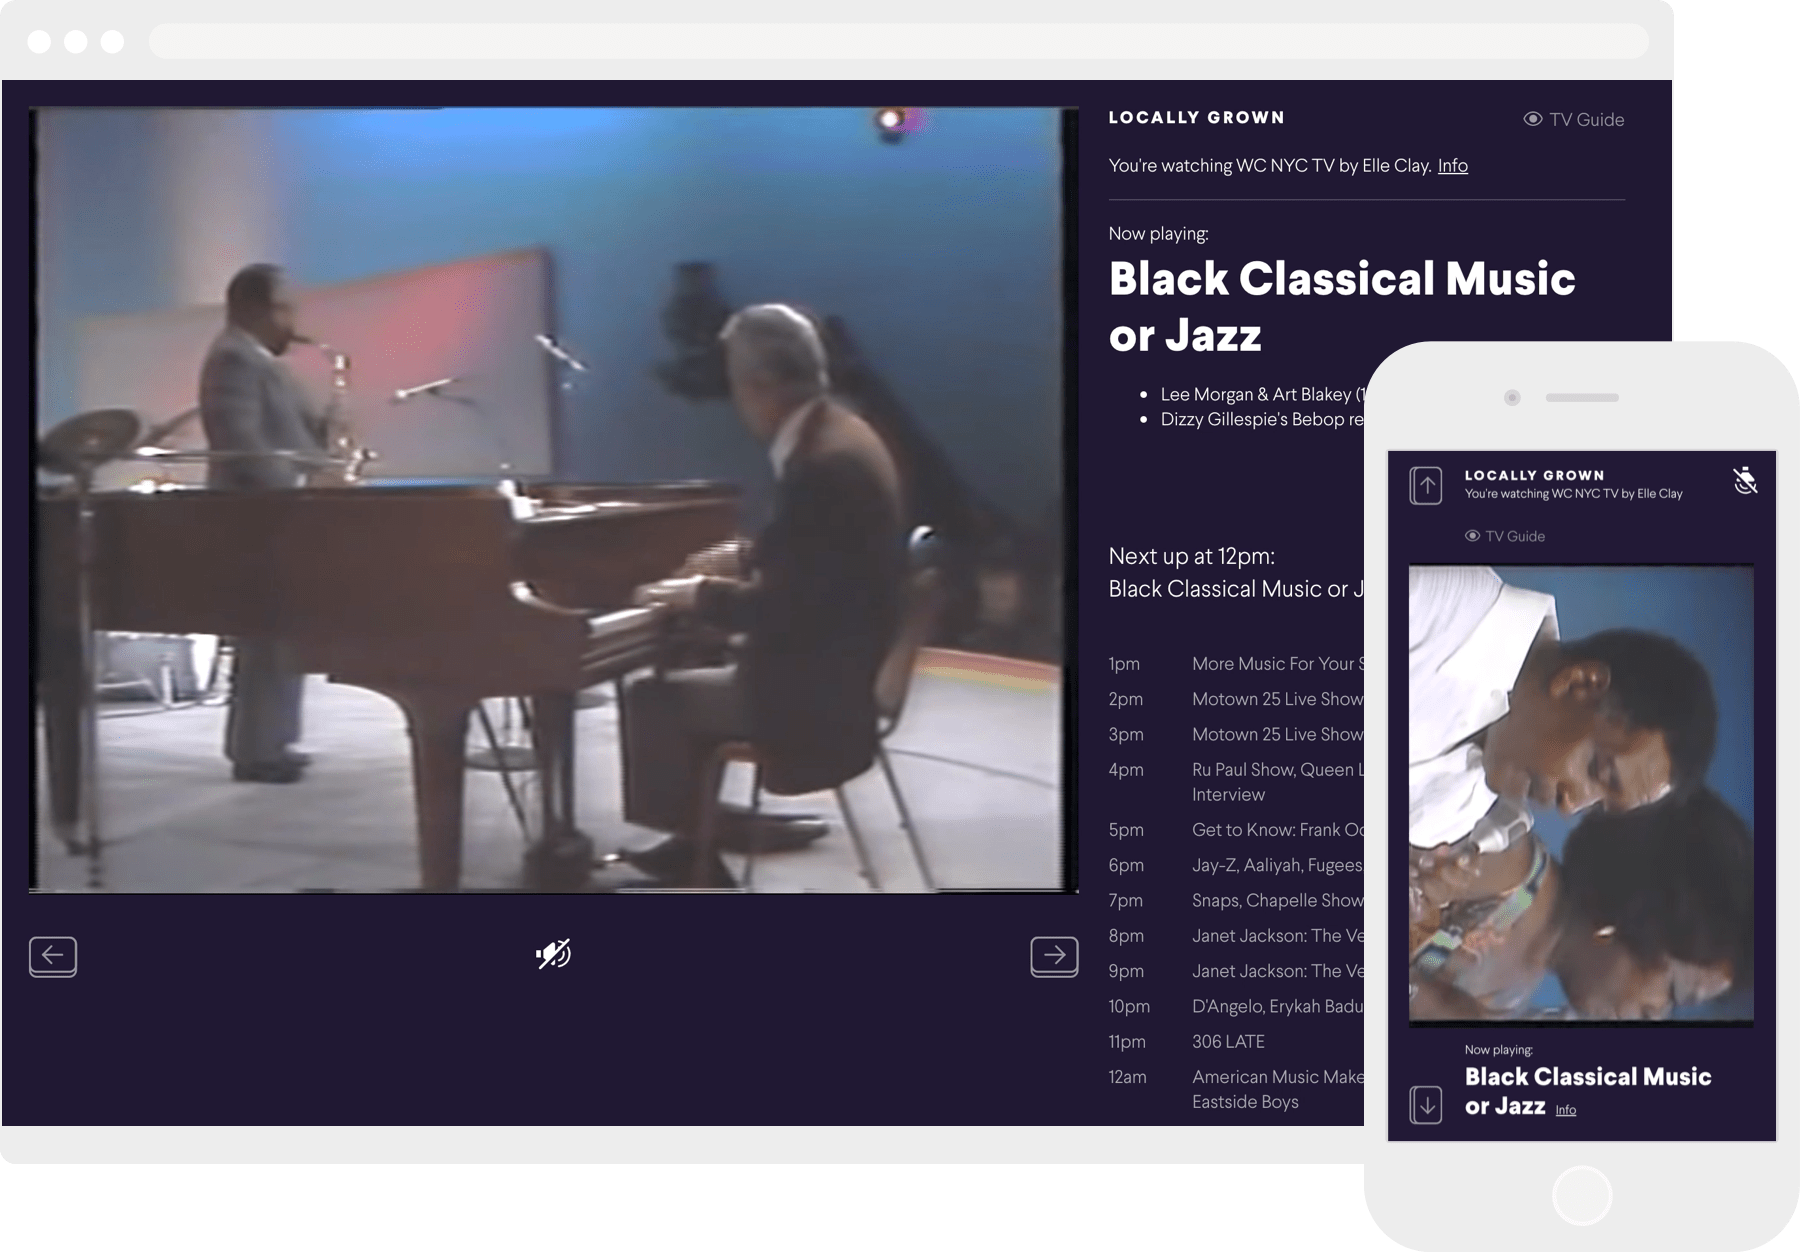 LOCALLY GROWN
TV Guide
You're watching WC NYC TV by Elle Clay. Info
Now playing:
Black Classical Music
or Jazz
Lee Morgan & Art Blakey
Dizzy Gillespie's Bebop
Next up at 12pm:
Black Classical Music or
1pm More Music For Your
2pm Motown 25 Live Show
3pm Motown 25 Live Show
4pm Ru Paul Show, Queen
Interview
5pm Get to Know: Frank
6pm Jay-Z, Aaliyah, Fugees
7pm Snaps, Chapelle Show
8pm Janet Jackson: The
9pm Janet Jackson: The
10pm D'Angelo, Erykah Badu
11pm 306 LATE
12am American Music
Eastside Boys
LOCALLY GROWN
You're watching WC NYC TV by Elle Clay
TV Guide
Now playing:
Black Classical Music
or Jazz Info